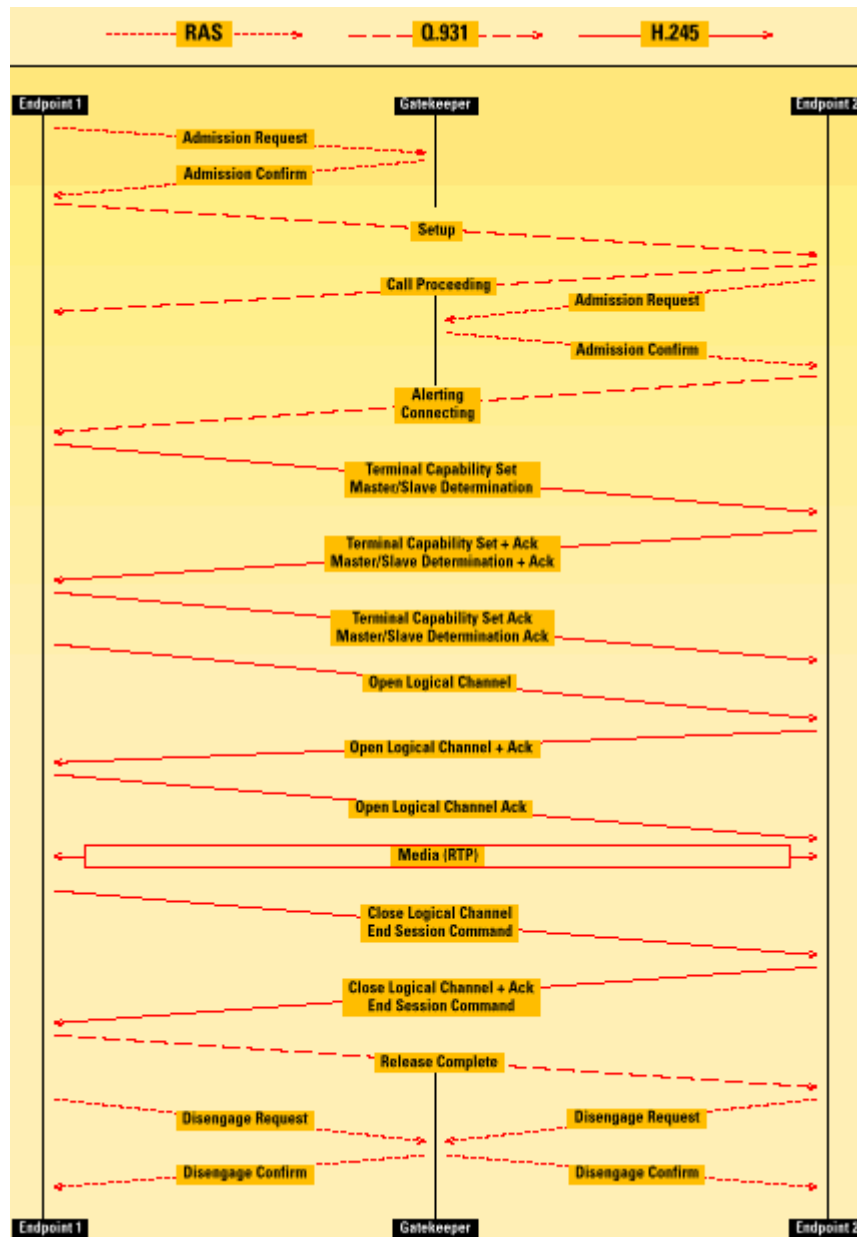 RAS
Q.931
H.245
Endpoint 1
Gatekeeper
Endpoint 2
Admission Request
Admission Confirm
Setup
Call Proceeding
Admission Request
Admission Confirm
Alerting
Connecting
Terminal Capability Set
Master/Slave Determination
Terminal Capability Set + Ack
Master/Slave Determination + Ack
Terminal Capability Set Ack
Master/Slave Determination Ack
Open Logical Channel
Open Logical Channel + Ack
Open Logical Channel Ack
Media (RTP)
Close Logical Channel
End Session Command
Close Logical Channel + Ack
End Session Command
Release Complete
Disengage Request
Disengage Request
Disengage Confirm
Disengage Confirm
Endpoint 1
Gatekeeper
Endpoint 2